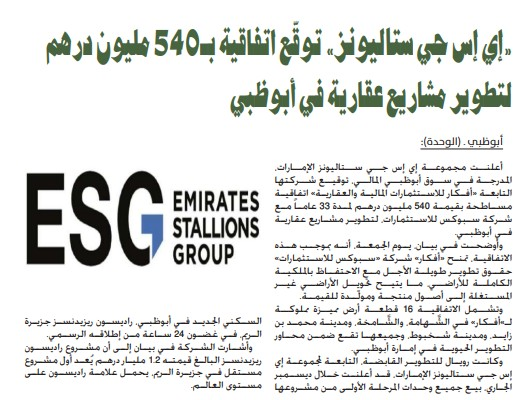 «إي إس جي ستاليونز» توقّع اتفاقية بـ540 مليون درهم
لتطوير مشاريع عقارية في أبوظبي
أبوظبي ـ (الوحدة):
أعلنت مجموعة إي إس جي ستاليونز الإمارات،
المدرجة في سوق أبوظبي المالي، توقيع شركتها
التابعة «أفكار للاستثمارات المالية والعقارية» اتفاقية
مساطحة بقيمة 540 مليون درهم لمدة 33 عاماً مع
شركة سبوكس للاستثمارات، لتطوير مشاريع عقارية
في أبوظبي.
وأوضحت في بيان، يوم الجمعة، أنه بموجب هذه
الاتفاقية، تمنح «أفكار» شركة «سبوكس للاستثمارات»
حقوق تطوير طويلة الأجل مع الاحتفاظ بالملكية
الكاملة للأراضي، ما يتيح تحويل الأراضي غير
المستغلة إلى أصول منتجة ومولّدة للقيمة.
وتشمل الاتفاقية 16 قطعة أرض مميزة مملوكة
لـ«أفكار» في الشهامة، والشامخة، ومدينة محمد بن
زايد، ومدينة شخبوط، وجميعها تقع ضمن محاور
التطوير الحيوية في إمارة أبوظبي.
وكانت رويال للتطوير القابضة، التابعة لمجموعة إي
إس جي ستاليونز الإمارات، قد أعلنت خلال ديسمبر
الجاري، بيع جميع وحدات المرحلة الأولى من مشروعها
ESG EMIRATES
STALLIONS
GROUP
السكني الجديد في أبوظبي، راديسون ريزيدنسز جزيرة
الريم، في غضون 24 ساعة من إطلاقه الرسمي.
وأشارت الشركة في بيان إلى أن مشروع راديسون
ريزيدنسز البالغ قيمته 1,2 مليار درهم يُعد أول مشروع
مستقل في جزيرة الريم، يحمل علامة راديسون على
مستوى العالم.